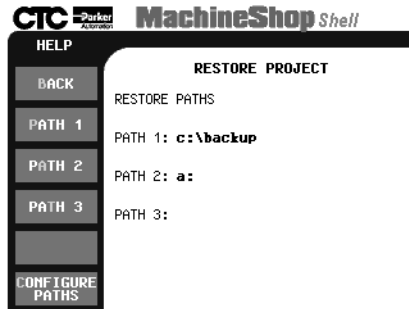 CTC Parker Automation MachineShop Shell
HELP
RESTORE PROJECT
BACK
RESTORE PATHS
PATH 1
PATH 1: c:\backup
PATH 2
PATH 2: a:
PATH 3
PATH 3:
CONFIGURE
PATHS